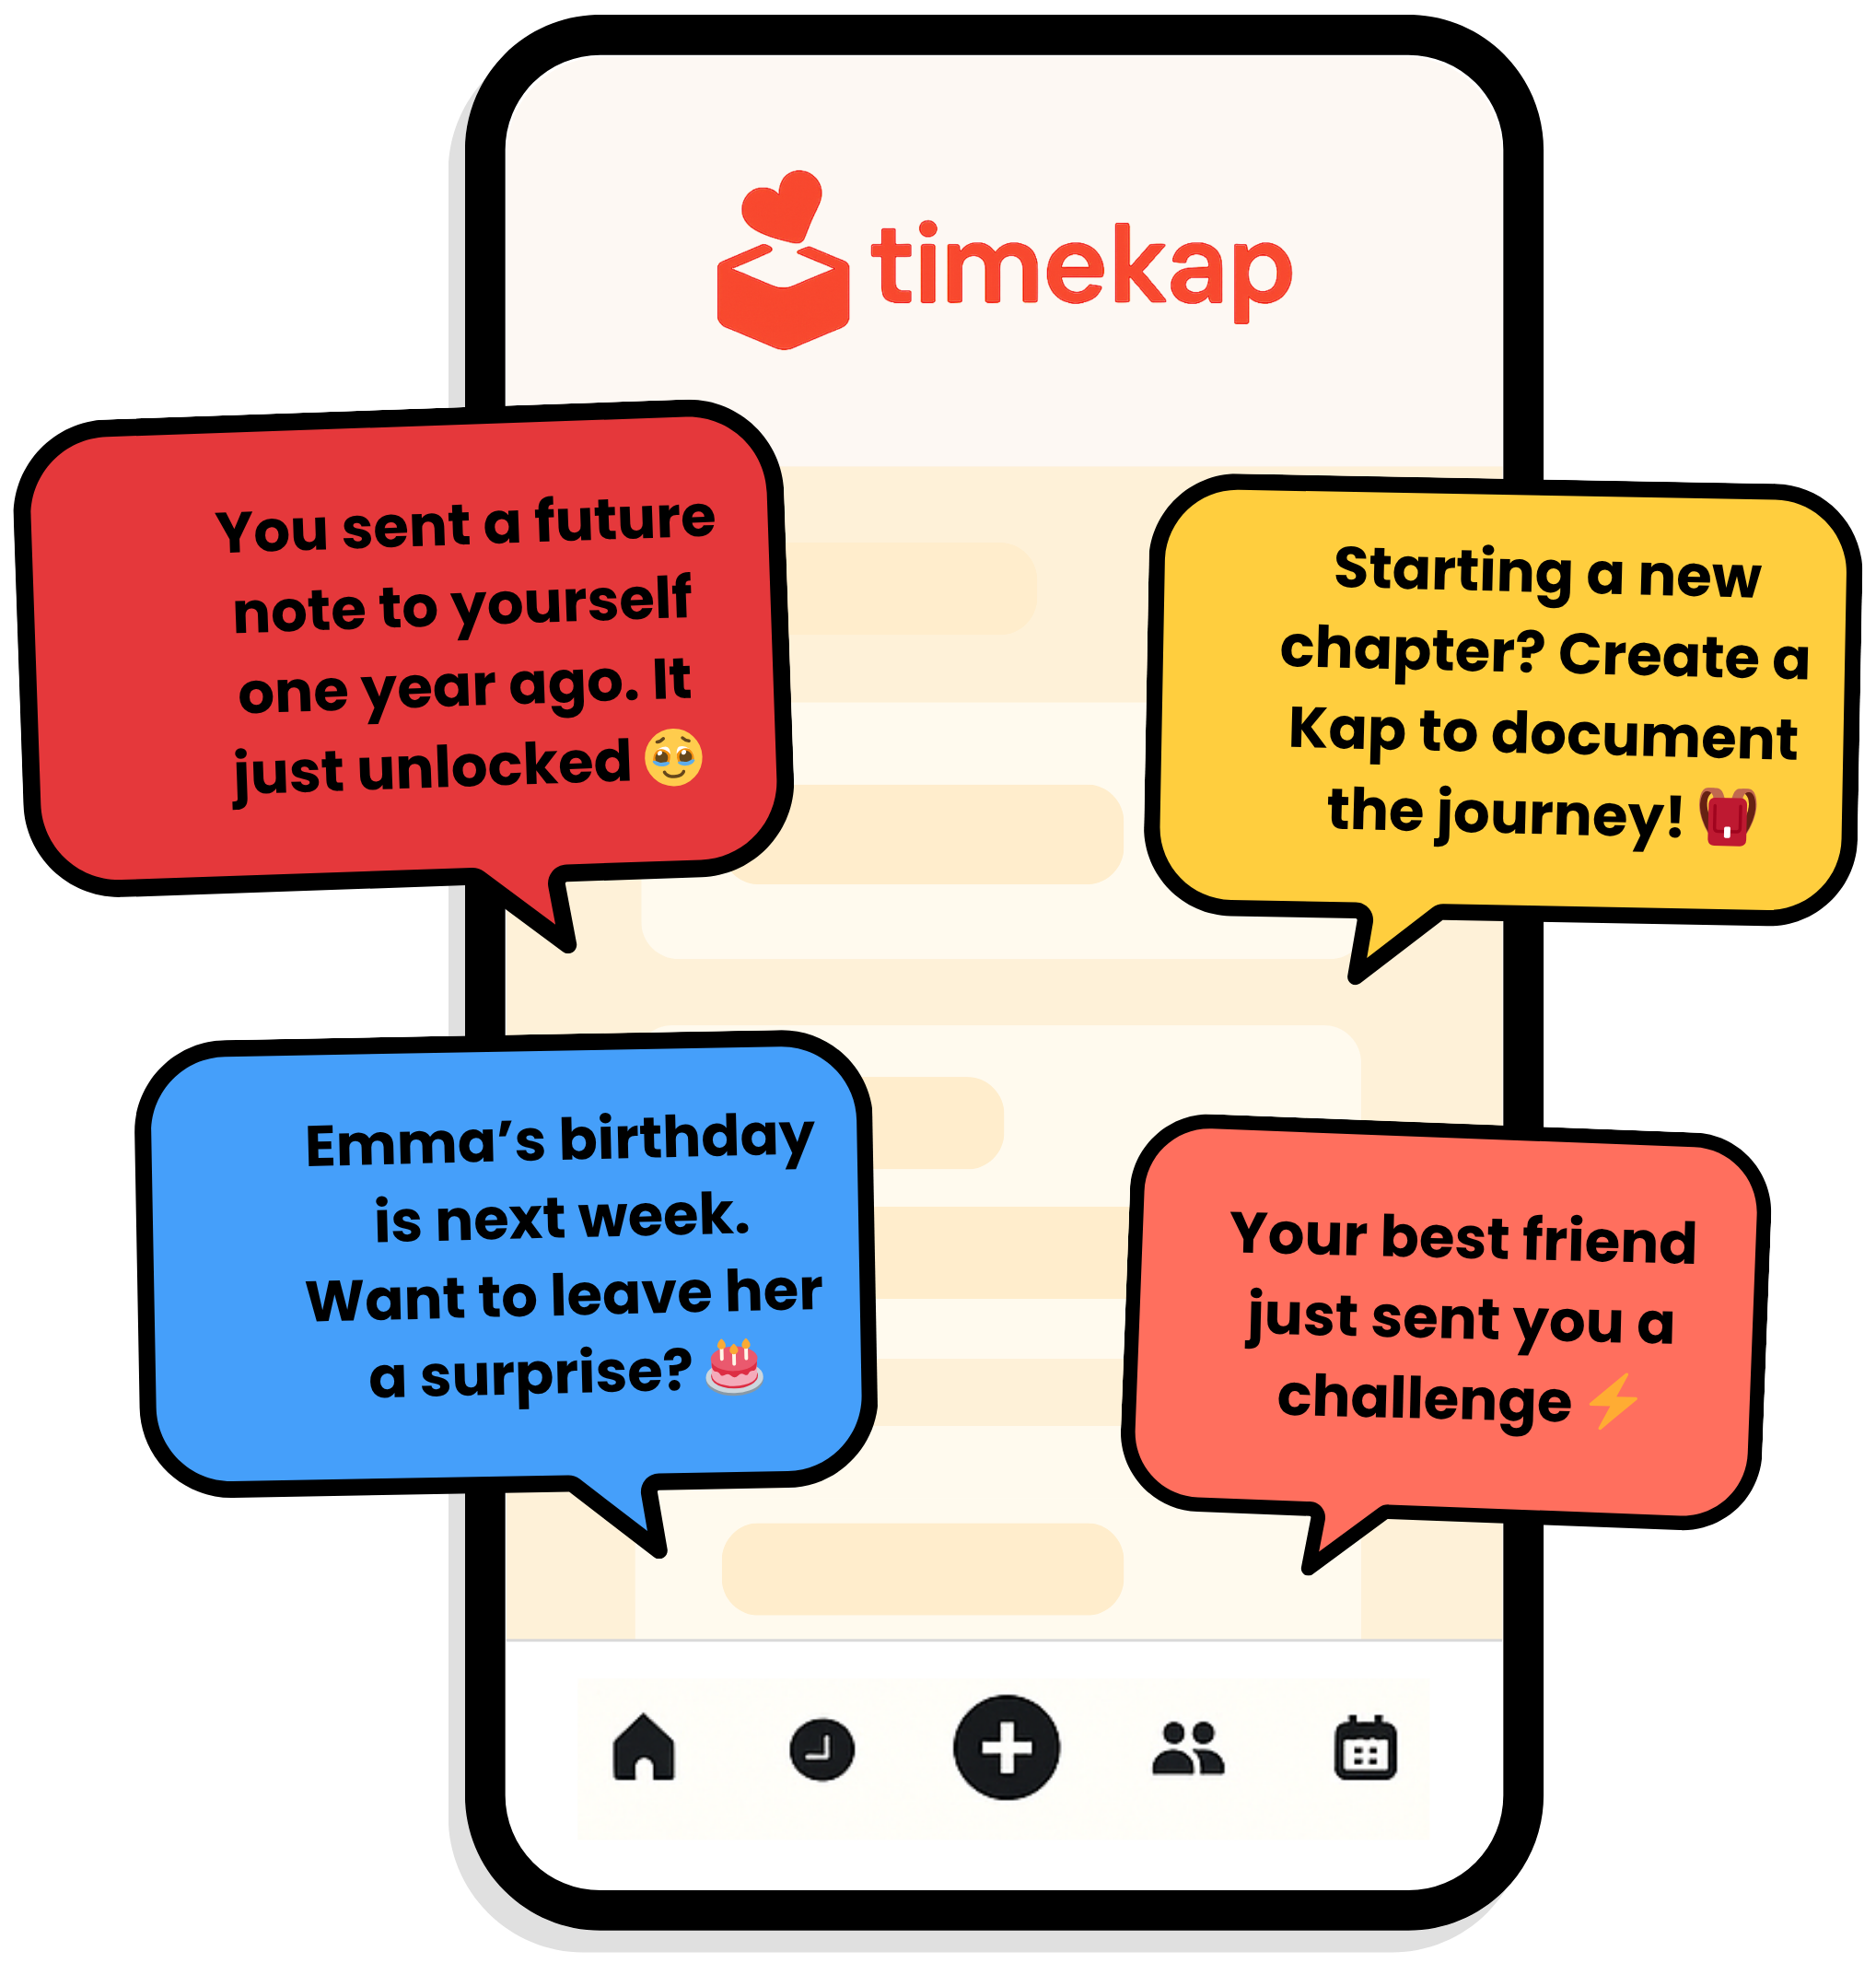 timekap
You sent a future
note to yourself
one year ago. It
just unlocked 🥹
Starting a new
chapter? Create a
Kap to document
the journey! 🎒
Emma’s birthday
is next week.
Want to leave her
a surprise? 🎂
Your best friend
just sent you a
challenge ⚡